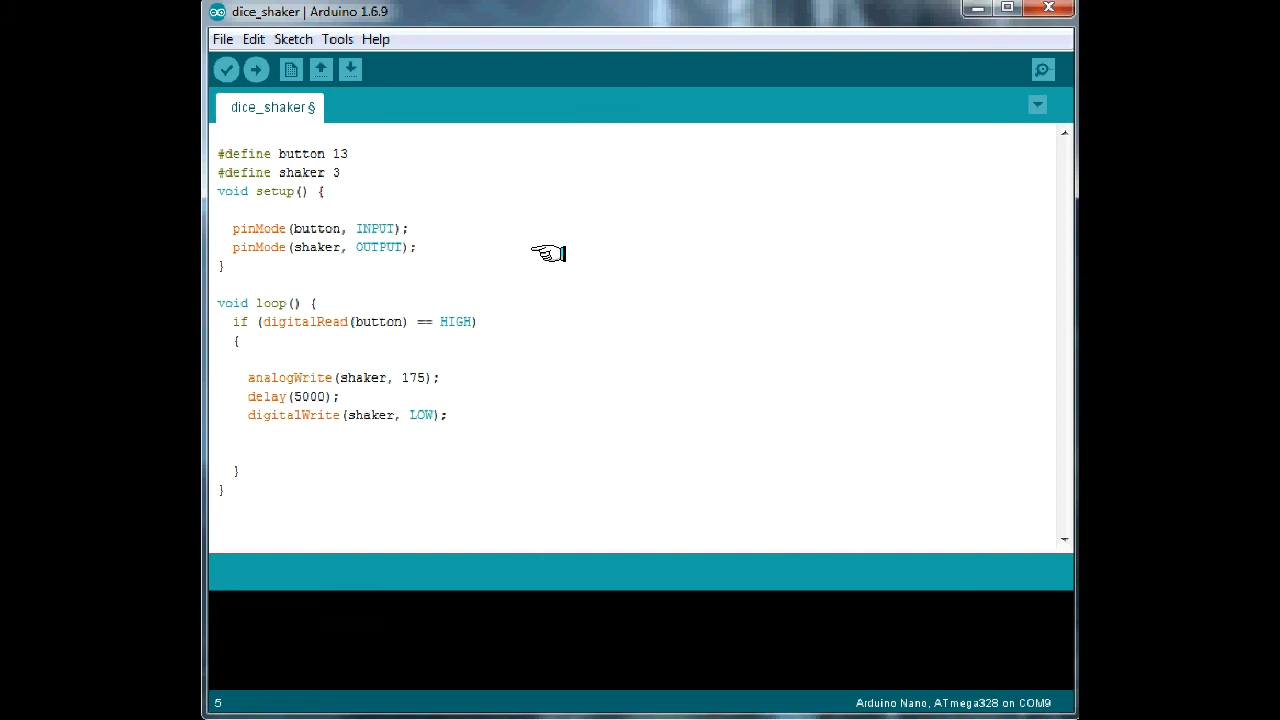 dice_shaker | Arduino 1.6.9
File Edit Sketch Tools Help
dice_shaker §
#define button 13
#define shaker 3
void setup() {
pinMode(button, INPUT);
pinMode(shaker, OUTPUT);
}
void loop() {
if (digitalRead(button) == HIGH)
{
analogWrite(shaker, 175);
delay(5000);
digitalWrite(shaker, LOW);
}
}
5 Arduino Nano, ATmega328 on COM9